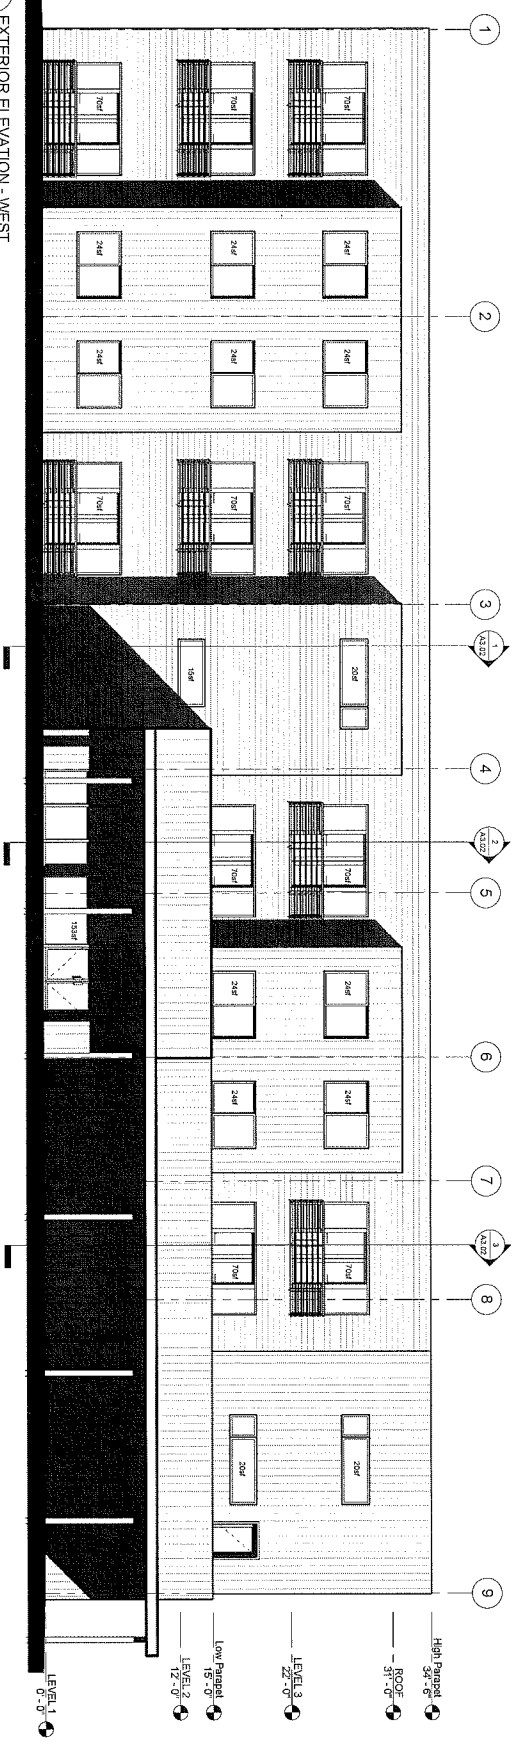 1
2
3
4
5
6
7
8
9
1
A3.02
2
A3.02
3
A3.02
High Parapet
34' - 6"
ROOF
31' - 0"
LEVEL 3
22' - 0"
Low Parapet
15' - 0"
LEVEL 2
12' - 0"
LEVEL 1
0' - 0"
70sf
24sf
24sf
70sf
20sf
70sf
24sf
24sf
70sf
20sf
70sf
24sf
24sf
70sf
15sf
70sf
24sf
24sf
70sf
20sf
70sf
24sf
24sf
70sf
153sf
EXTERIOR ELEVATION - WEST